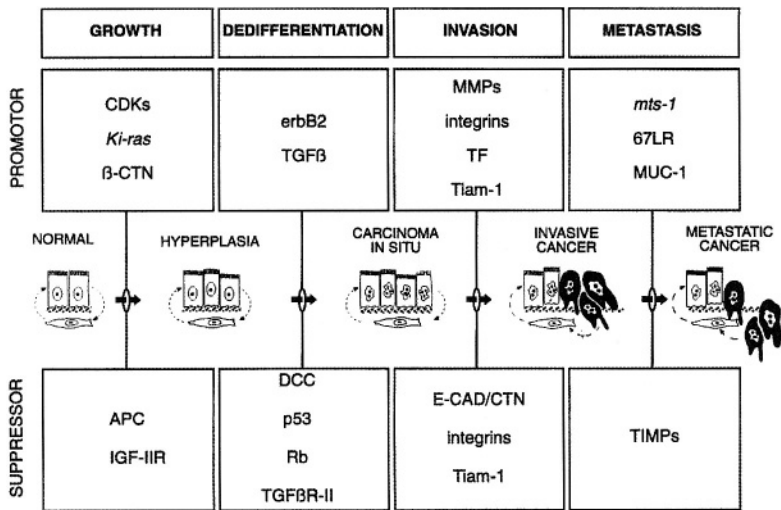 GROWTH
DEDIFFERENTIATION
INVASION
METASTASIS
PROMOTOR
CDKs
Ki-ras
ß-CTN
erbB2
TGFß
MMPs
integrins
TF
Tiam-1
mts-1
67LR
MUC-1
NORMAL
HYPERPLASIA
CARCINOMA
IN SITU
INVASIVE
CANCER
METASTATIC
CANCER
SUPPRESSOR
APC
IGF-IIR
DCC
p53
Rb
TGFßR-II
E-CAD/CTN
integrins
Tiam-1
TIMPs